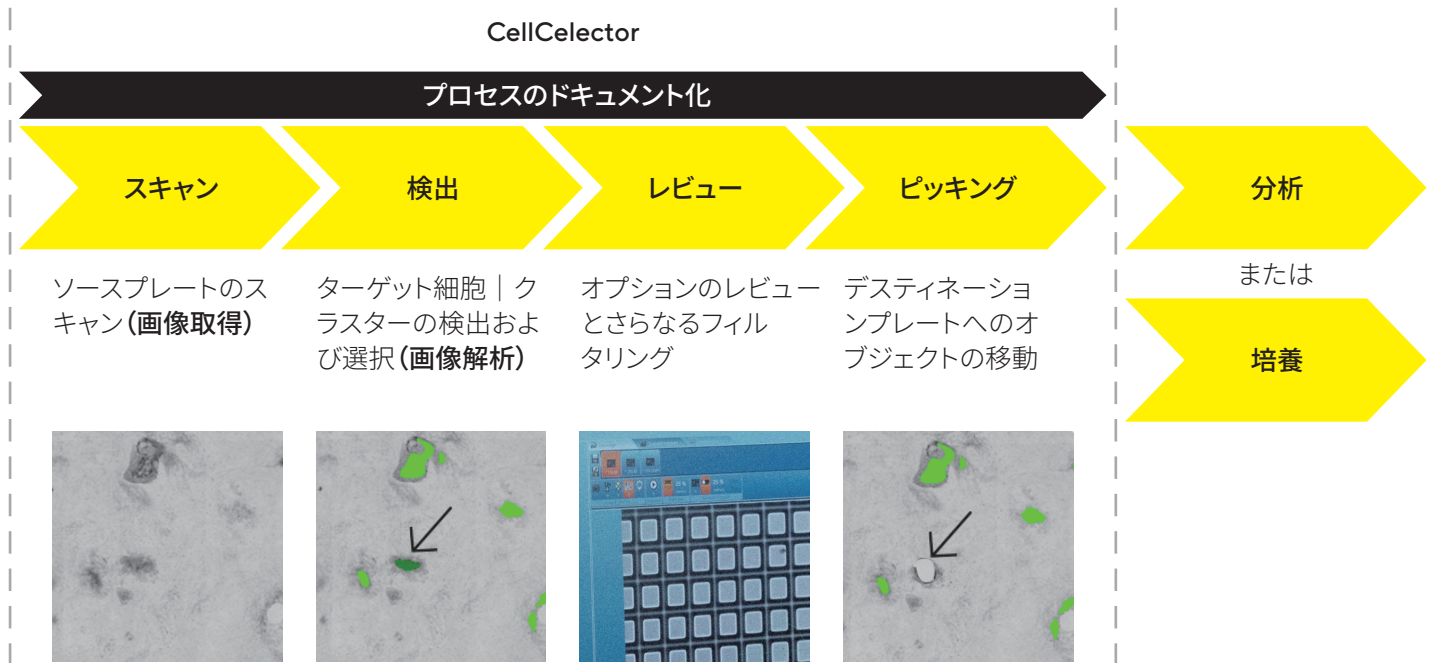 CellCelector
プロセスのドキュメント化
スキャン
検出
レビュー
ピッキング
分析
ソースプレートのス
キャン(画像取得)
ターゲット細胞｜ク
ラスターの検出およ
び選択(画像解析)
オプションのレビュー
とさらなるフィル
タリング
デスティネーショ
ンプレートへのオ
ブジェクトの移動
または
培養